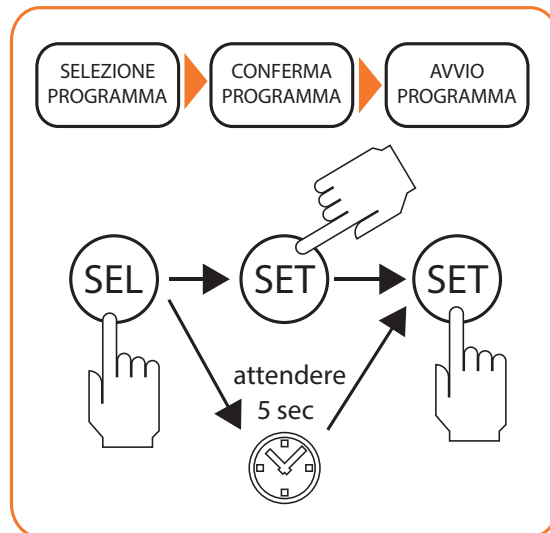 SELEZIONE
PROGRAMMA
CONFERMA
PROGRAMMA
AVVIO
PROGRAMMA
SEL
SET
SET
attendere
5 sec